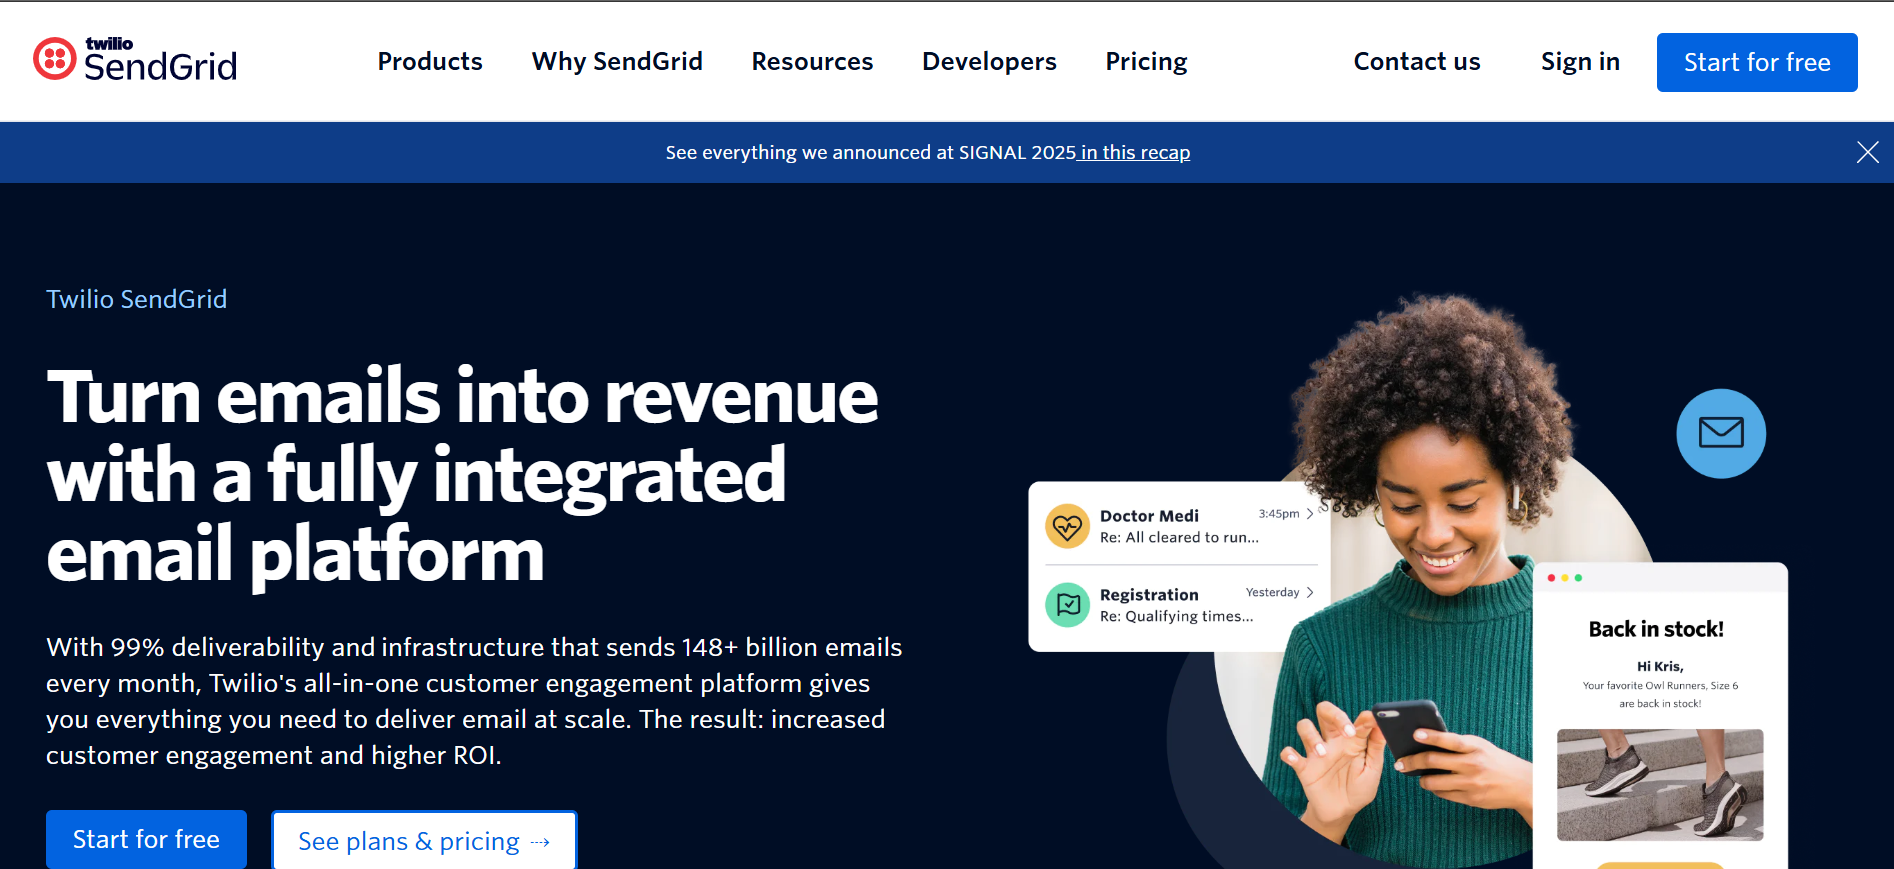 twilio
SendGrid
Products
Why SendGrid
Resources
Developers
Pricing
Contact us
Sign in
Start for free
See everything we announced at SIGNAL 2025 in this recap
Twilio SendGrid
Turn emails into revenue
with a fully integrated
email platform
With 99% deliverability and infrastructure that sends 148+ billion emails
every month, Twilio's all-in-one customer engagement platform gives
you everything you need to deliver email at scale. The result: increased
customer engagement and higher ROI.
Start for free
See plans & pricing
Doctor Medi 3:45pm
Re: All cleared to run...
Registration Yesterday
Re: Qualifying times...
Back in stock!
Hi Kris,
Your favorite Owl Runners, Size 6
are back in stock!